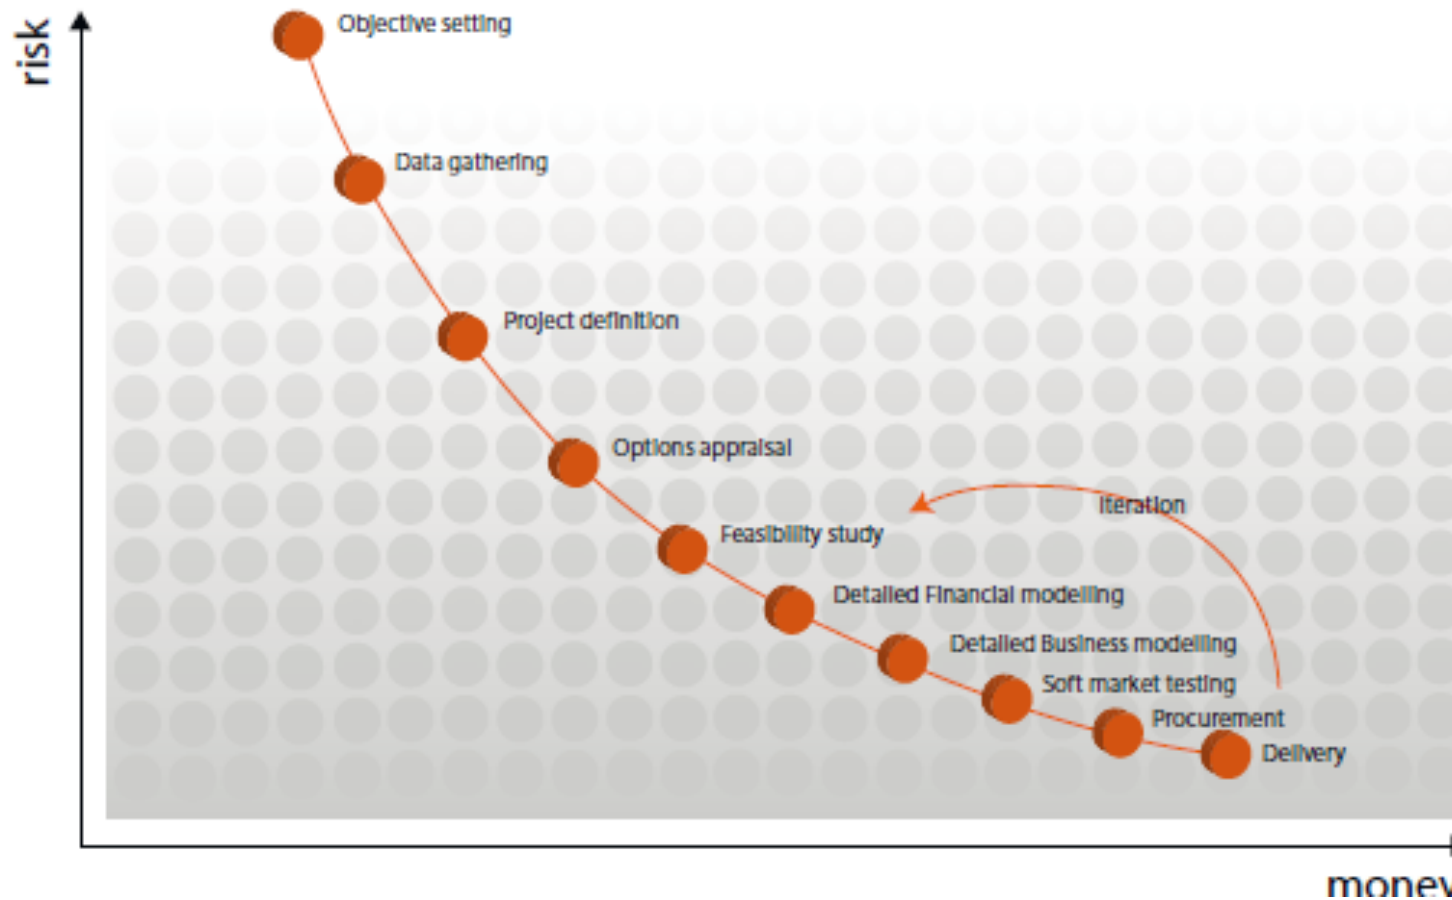 risk
Objective setting
Data gathering
Project definition
Options appraisal
Iteration
Feasibility study
Detailed Financial modelling
Detailed Business modelling
Soft market testing
Procurement
Delivery
money